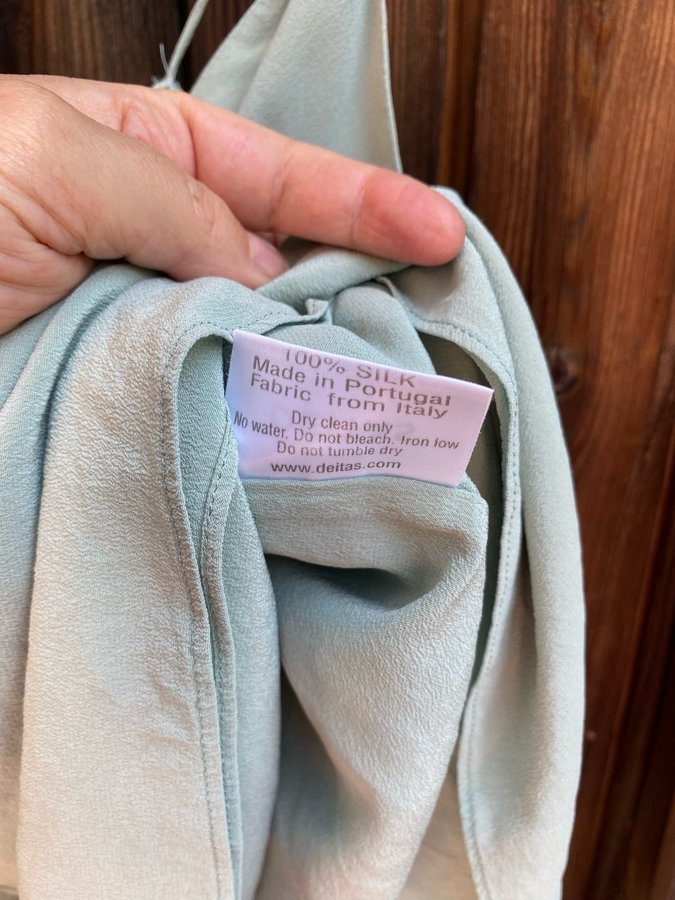 100% SILK
Made in Portugal
Fabric from Italy
Dry clean only
No water. Do not bleach. Iron low
Do not tumble dry
www.deitas.com